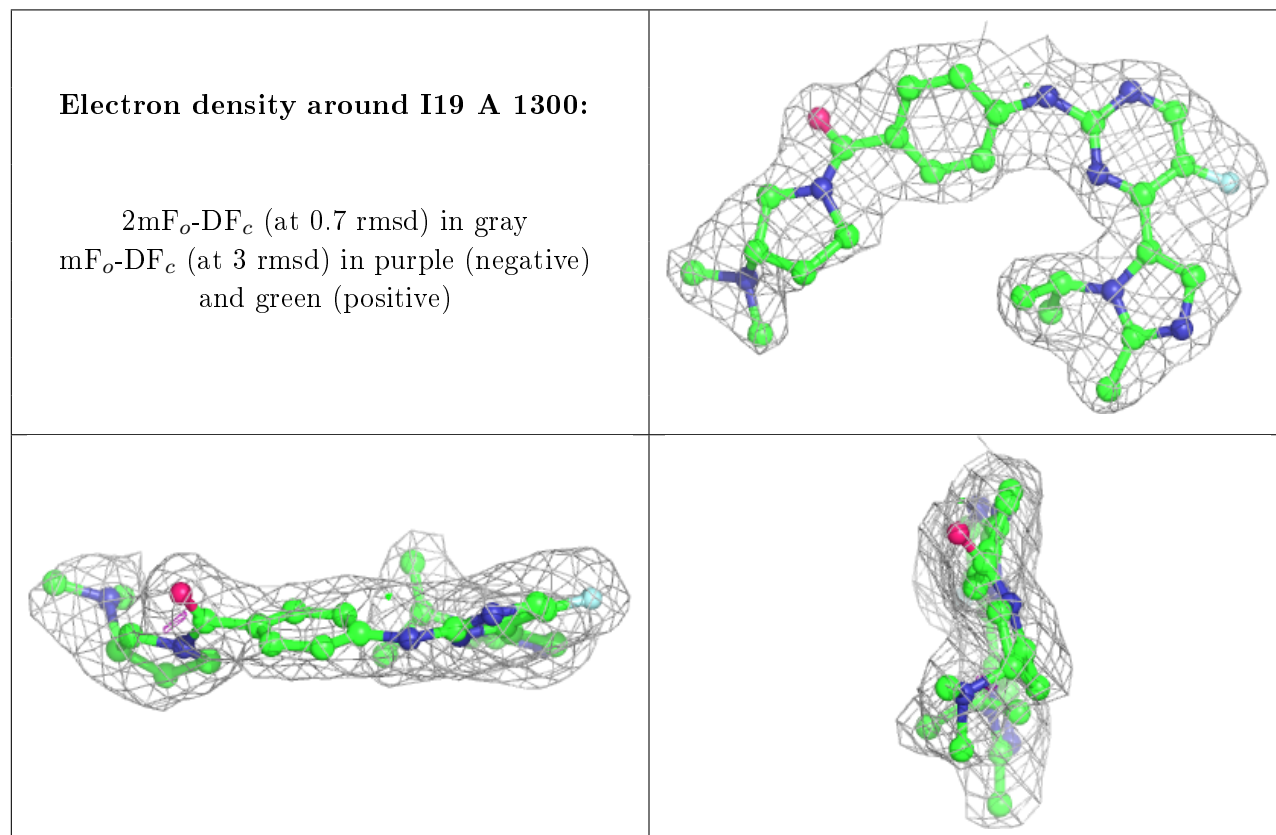 Electron density around I19 A 1300:
2mFo-DFc (at 0.7 rmsd) in gray
mFo-DFc (at 3 rmsd) in purple (negative)
and green (positive)